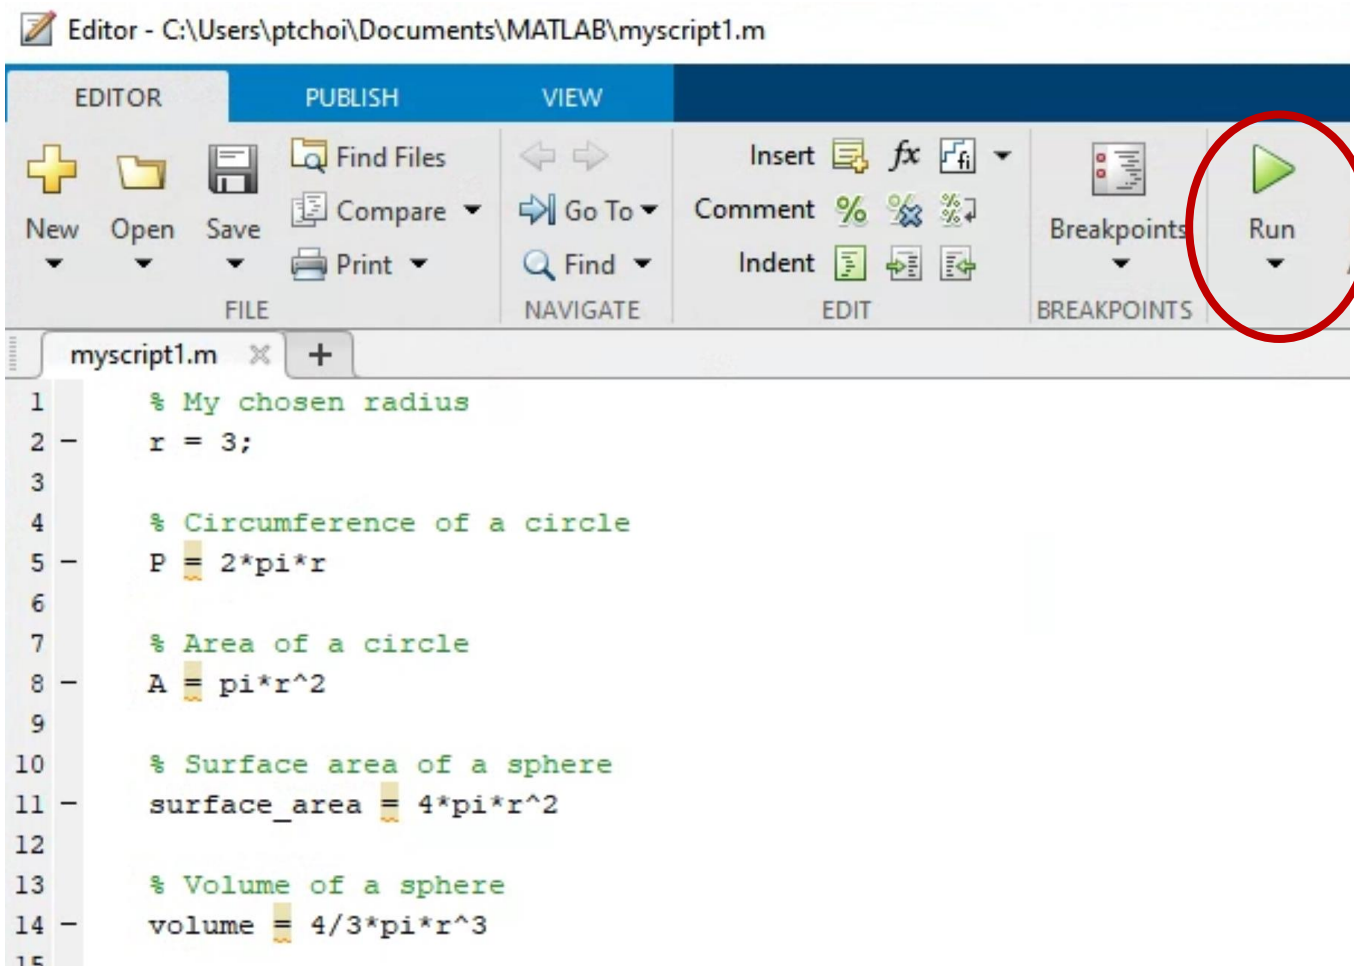 Editor - C:\Users\ptchoi\Documents\MATLAB\myscript1.m
EDITOR PUBLISH VIEW
Find Files Insert fx fi
New Open Save Compare Go To Comment % Breakpoints Run
Print Find Indent
FILE NAVIGATE EDIT BREAKPOINTS
myscript1.m +
1 % My chosen radius
2 − r = 3;
3
4 % Circumference of a circle
5 − P = 2*pi*r
6
7 % Area of a circle
8 − A = pi*r^2
9
10 % Surface area of a sphere
11 − surface_area = 4*pi*r^2
12
13 % Volume of a sphere
14 − volume = 4/3*pi*r^3
15